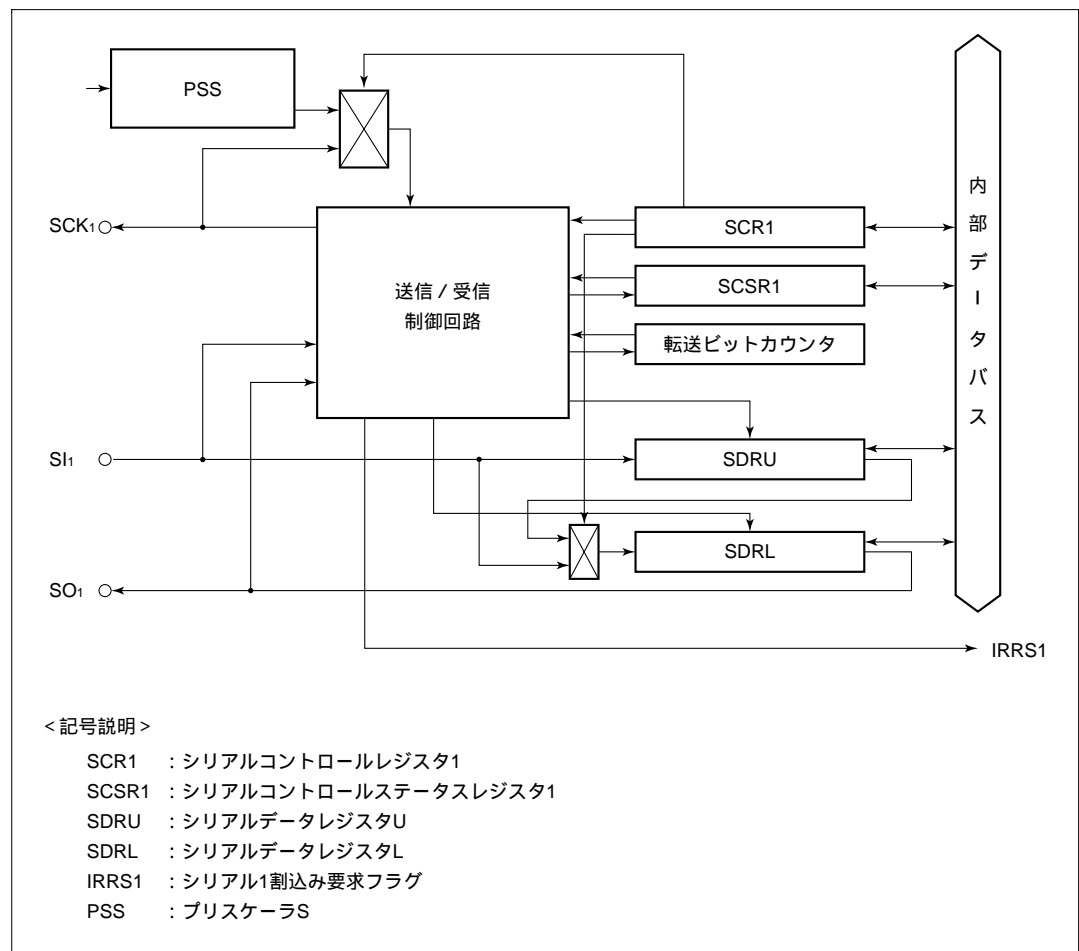 PSS
SCK1
SCR1
送信 / 受信
制御回路
SCSR1
転送ビットカウンタ
内部データバス
SI1
SDRU
SDRL
SO1
IRRS1
<記号説明>
SCR1 :シリアルコントロールレジスタ1
SCSR1 :シリアルコントロールステータスレジスタ1
SDRU :シリアルデータレジスタU
SDRL :シリアルデータレジスタL
IRRS1 :シリアル1割込み要求フラグ
PSS :プリスケーラS